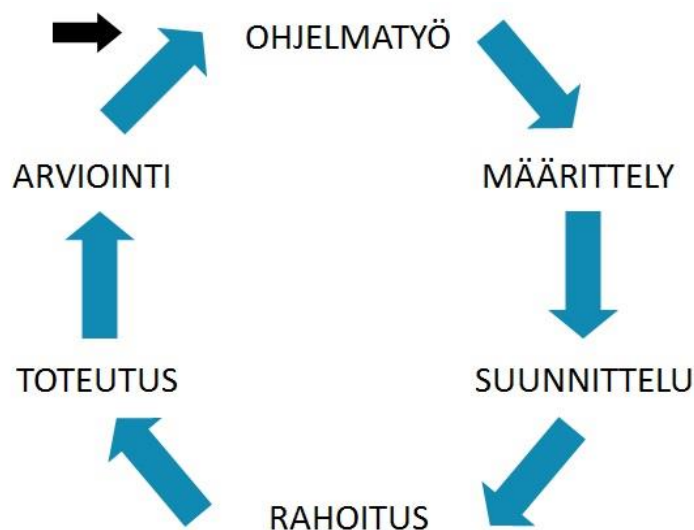 OHJELMATYÖ
MÄÄRITTELY
SUUNNITTELU
RAHOITUS
TOTEUTUS
ARVIOINTI